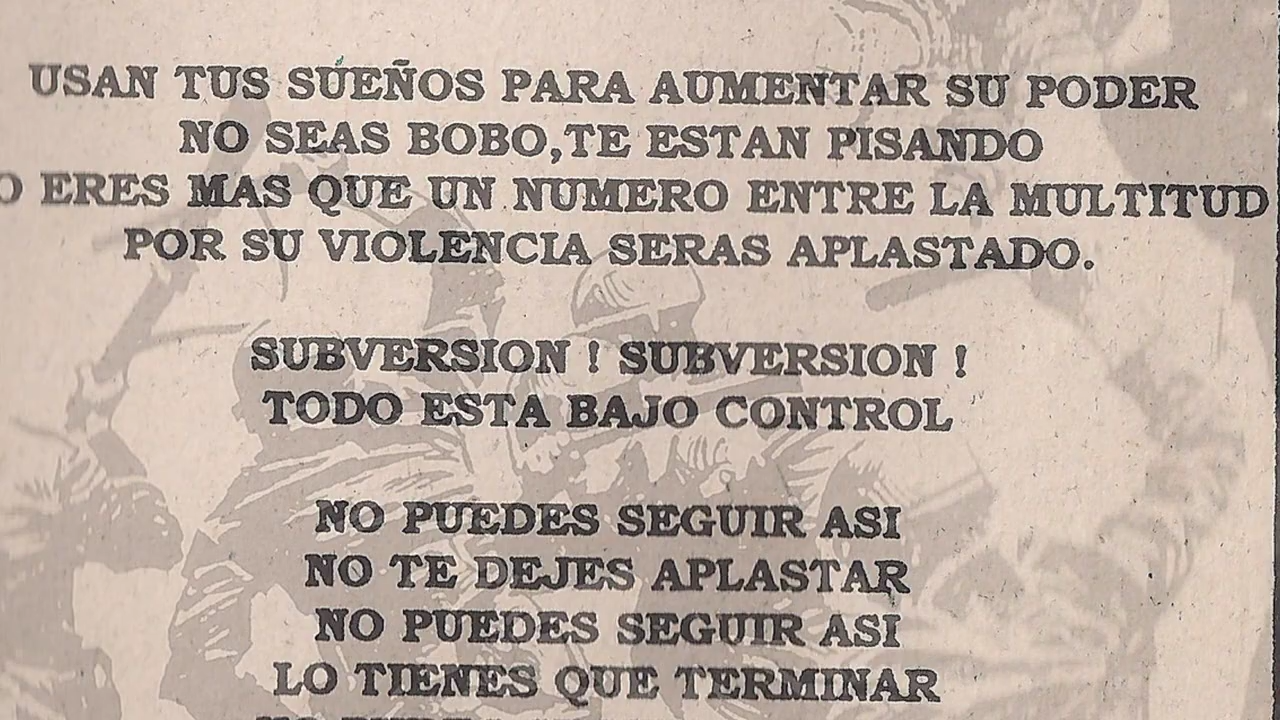 USAN TUS SUEÑOS PARA AUMENTAR SU PODER
NO SEAS BOBO,TE ESTAN PISANDO
O ERES MAS QUE UN NUMERO ENTRE LA MULTITUD
POR SU VIOLENCIA SERAS APLASTADO.
SUBVERSION ! SUBVERSION !
TODO ESTA BAJO CONTROL
NO PUEDES SEGUIR ASI
NO TE DEJES APLASTAR
NO PUEDES SEGUIR ASI
LO TIENES QUE TERMINAR